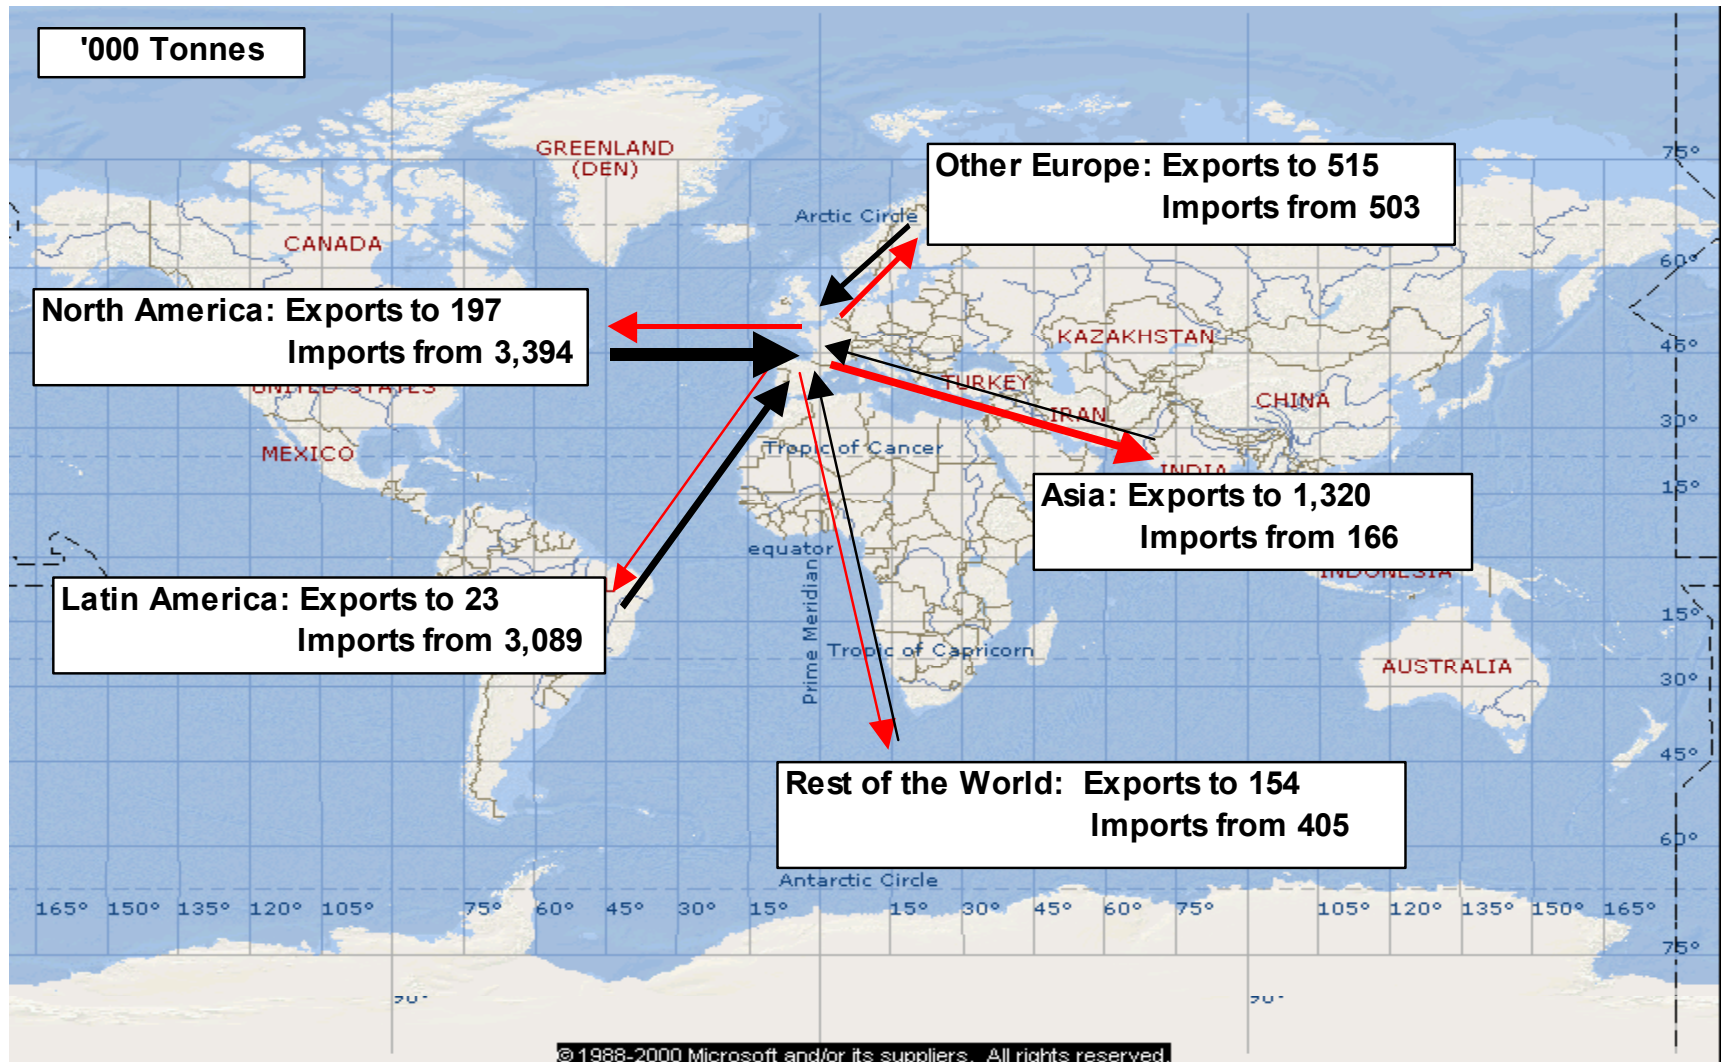 '000 Tonnes
GREENLAND
(DEN)
Other Europe: Exports to 515
Imports from 503
75°
Arctic Circle
CANADA
60°
North America: Exports to 197
Imports from 3,394
KAZAKHSTAN
45°
TURKEY
CHINA
IRAN
30°
MEXICO
Tropic of Cancer
INDIA
Asia: Exports to 1,320
Imports from 166
15°
equator
Latin America: Exports to 23
Imports from 3,089
Prime Meridian
15°
Tropic of Capricorn
AUSTRALIA
30°
45°
Rest of the World: Exports to 154
Imports from 405
60°
Antarctic Circle
165° 150° 135° 120° 105° 75° 60° 45° 30° 15° 15° 30° 45° 60° 75° 105° 120° 135° 150° 165°
75°
© 1988-2000 Microsoft and/or its suppliers. All rights reserved.